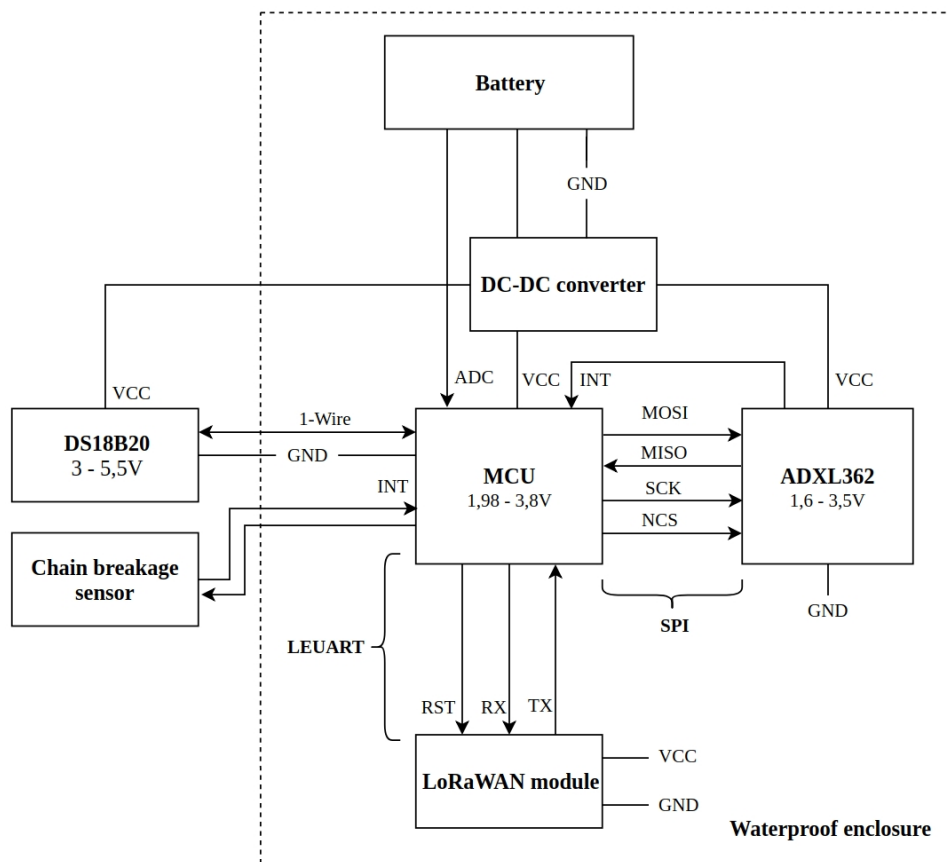 Battery
GND
DC-DC converter
VCC
ADC
VCC
INT
VCC
DS18B20
3 - 5,5V
1-Wire
GND
INT
MCU
1,98 - 3,8V
MOSI
MISO
SCK
NCS
ADXL362
1,6 - 3,5V
Chain breakage
sensor
GND
SPI
LEUART
RST
RX
TX
LoRaWAN module
VCC
GND
Waterproof enclosure